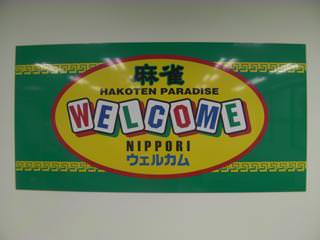 麻雀
HAKOTEN PARADISE
WELCOME
NIPPORI
ウェルカム